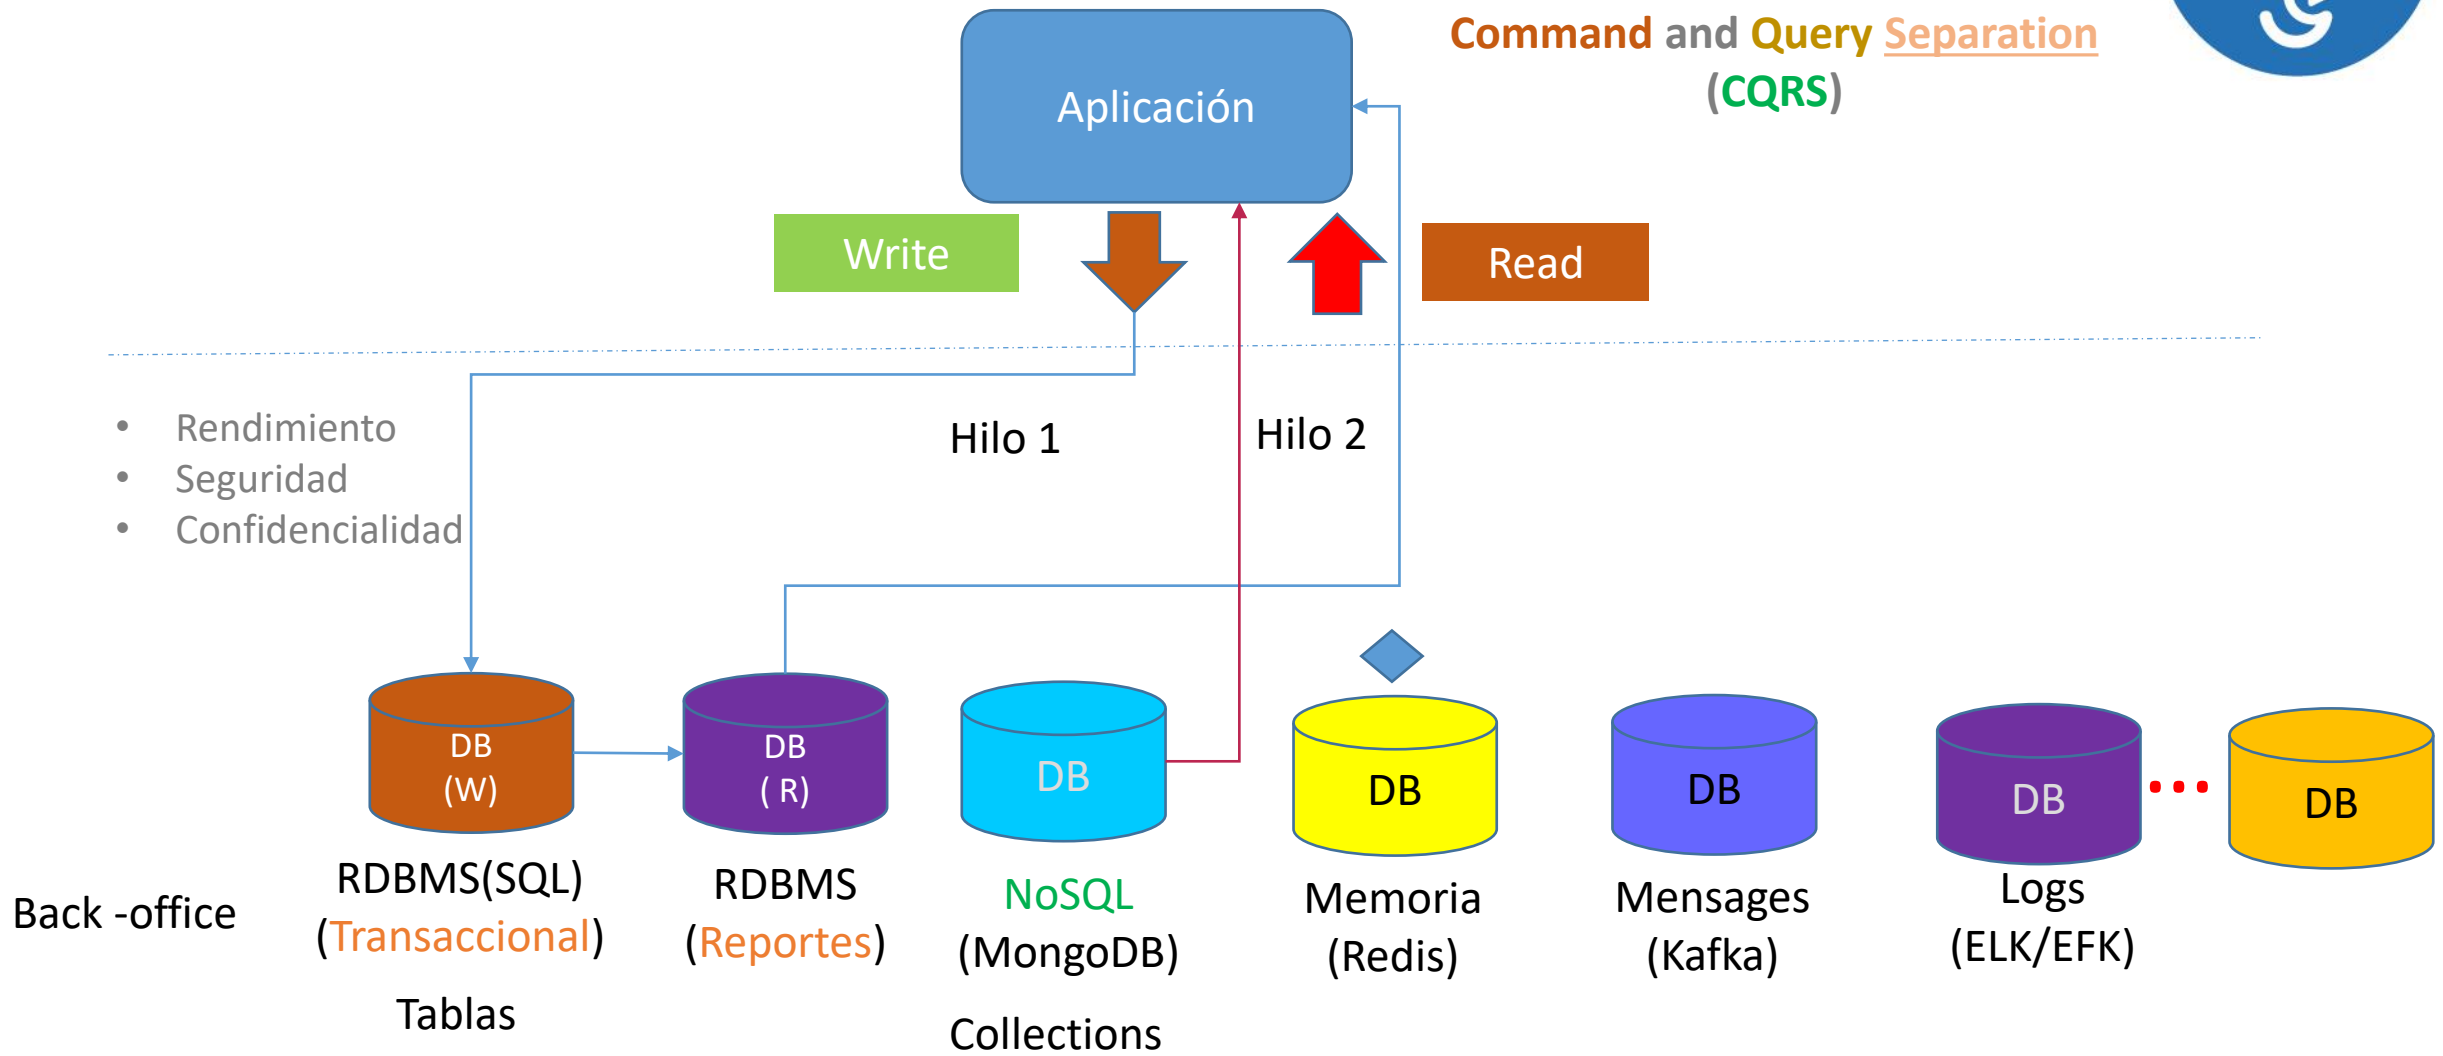 Command and Query Separation
(CQRS)
Aplicación
Write
Read
• Rendimiento
• Seguridad
• Confidencialidad
Hilo 1
Hilo 2
DB
(W)
DB
( R)
DB
DB
DB
DB
...
DB
Back -office
RDBMS(SQL)
(Transaccional)
Tablas
RDBMS
(Reportes)
NoSQL
(MongoDB)
Collections
Memoria
(Redis)
Mensages
(Kafka)
Logs
(ELK/EFK)